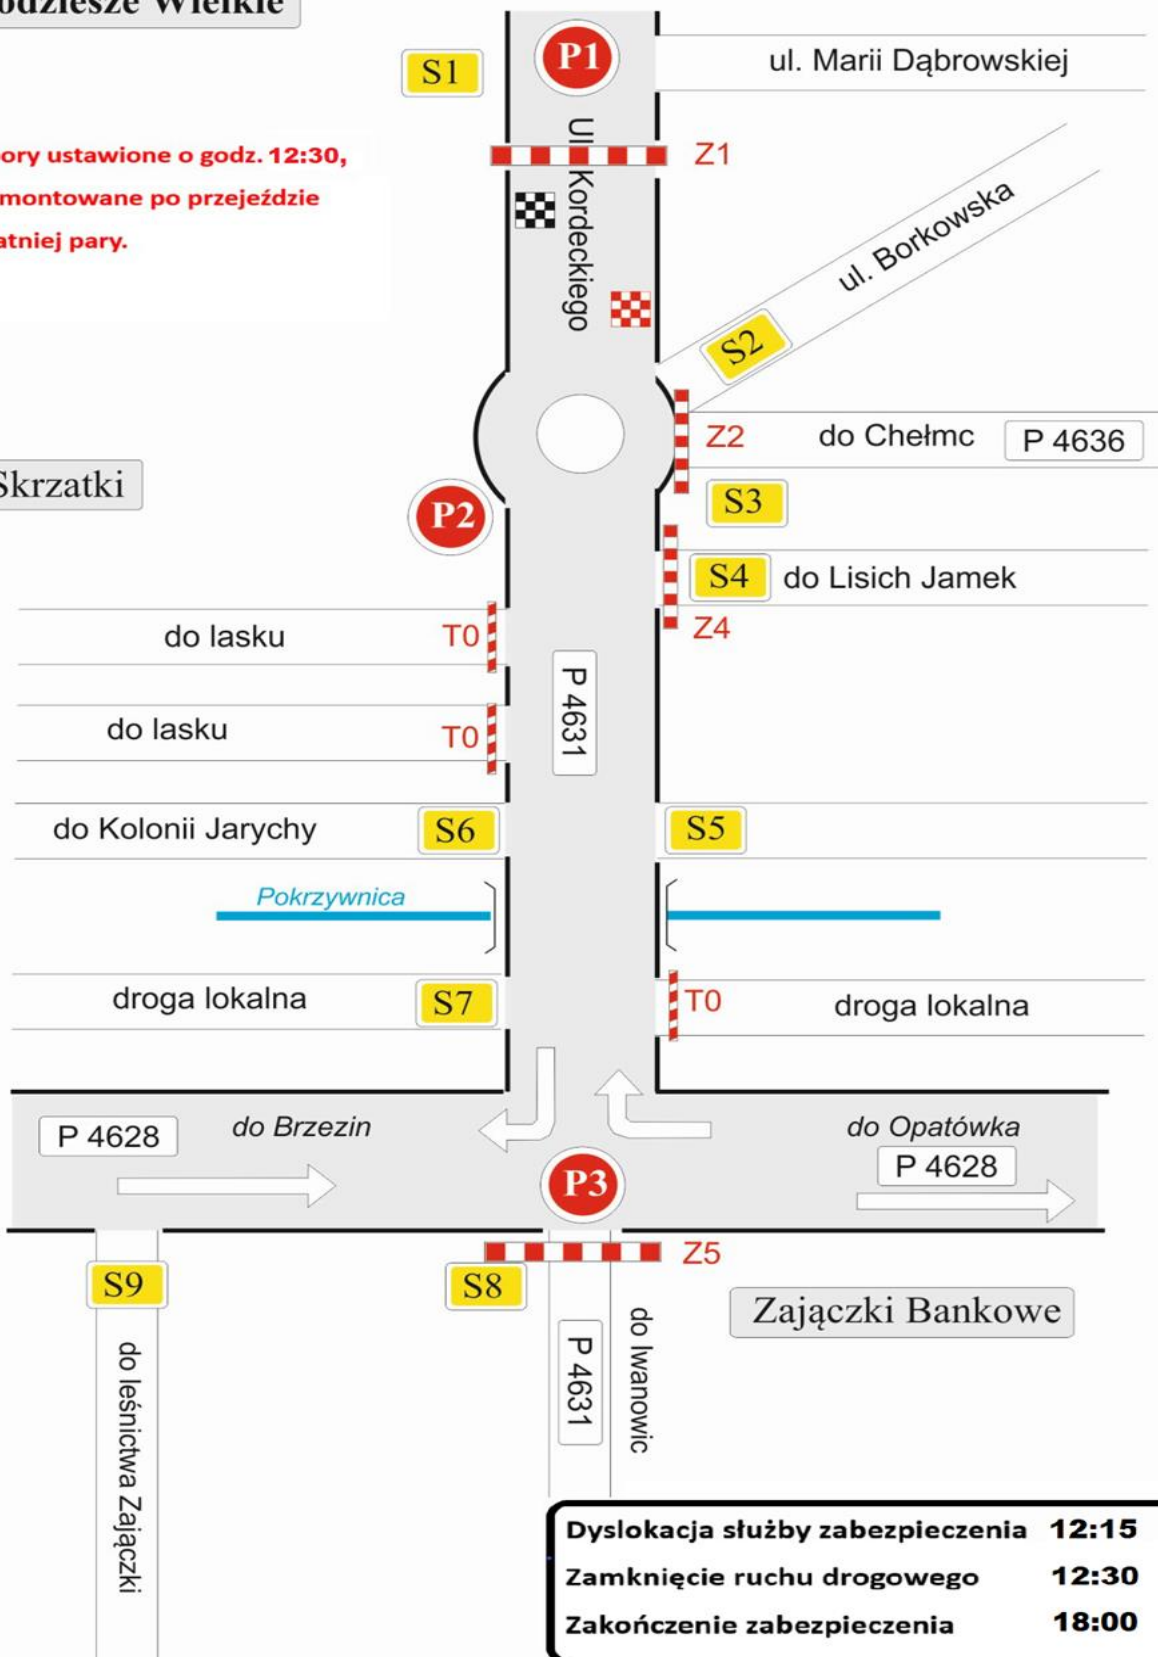 odziesze Wielkie
S1
P1
ul. Marii Dąbrowskiej
ory ustawione o godz. 12:30,
montowane po przejeździe
atniej pary.
Z1
Ul Kordeckiego
ul. Borkowska
S2
Z2
do Chełmc
P 4636
Skrzatki
P2
S3
S4
do Lisich Jamek
Z4
do lasku
T0
P 4631
do lasku
T0
do Kolonii Jarychy
S6
S5
Pokrzywnica
droga lokalna
S7
T0
droga lokalna
P 4628
do Brzezin
do Opatówka
P 4628
P3
Z5
S9
S8
Zajączki Bankowe
do leśnictwa Zajączki
P 4631
do Iwanowic
Dyslokacja służby zabezpieczenia 12:15
Zamknięcie ruchu drogowego 12:30
Zakończenie zabezpieczenia 18:00